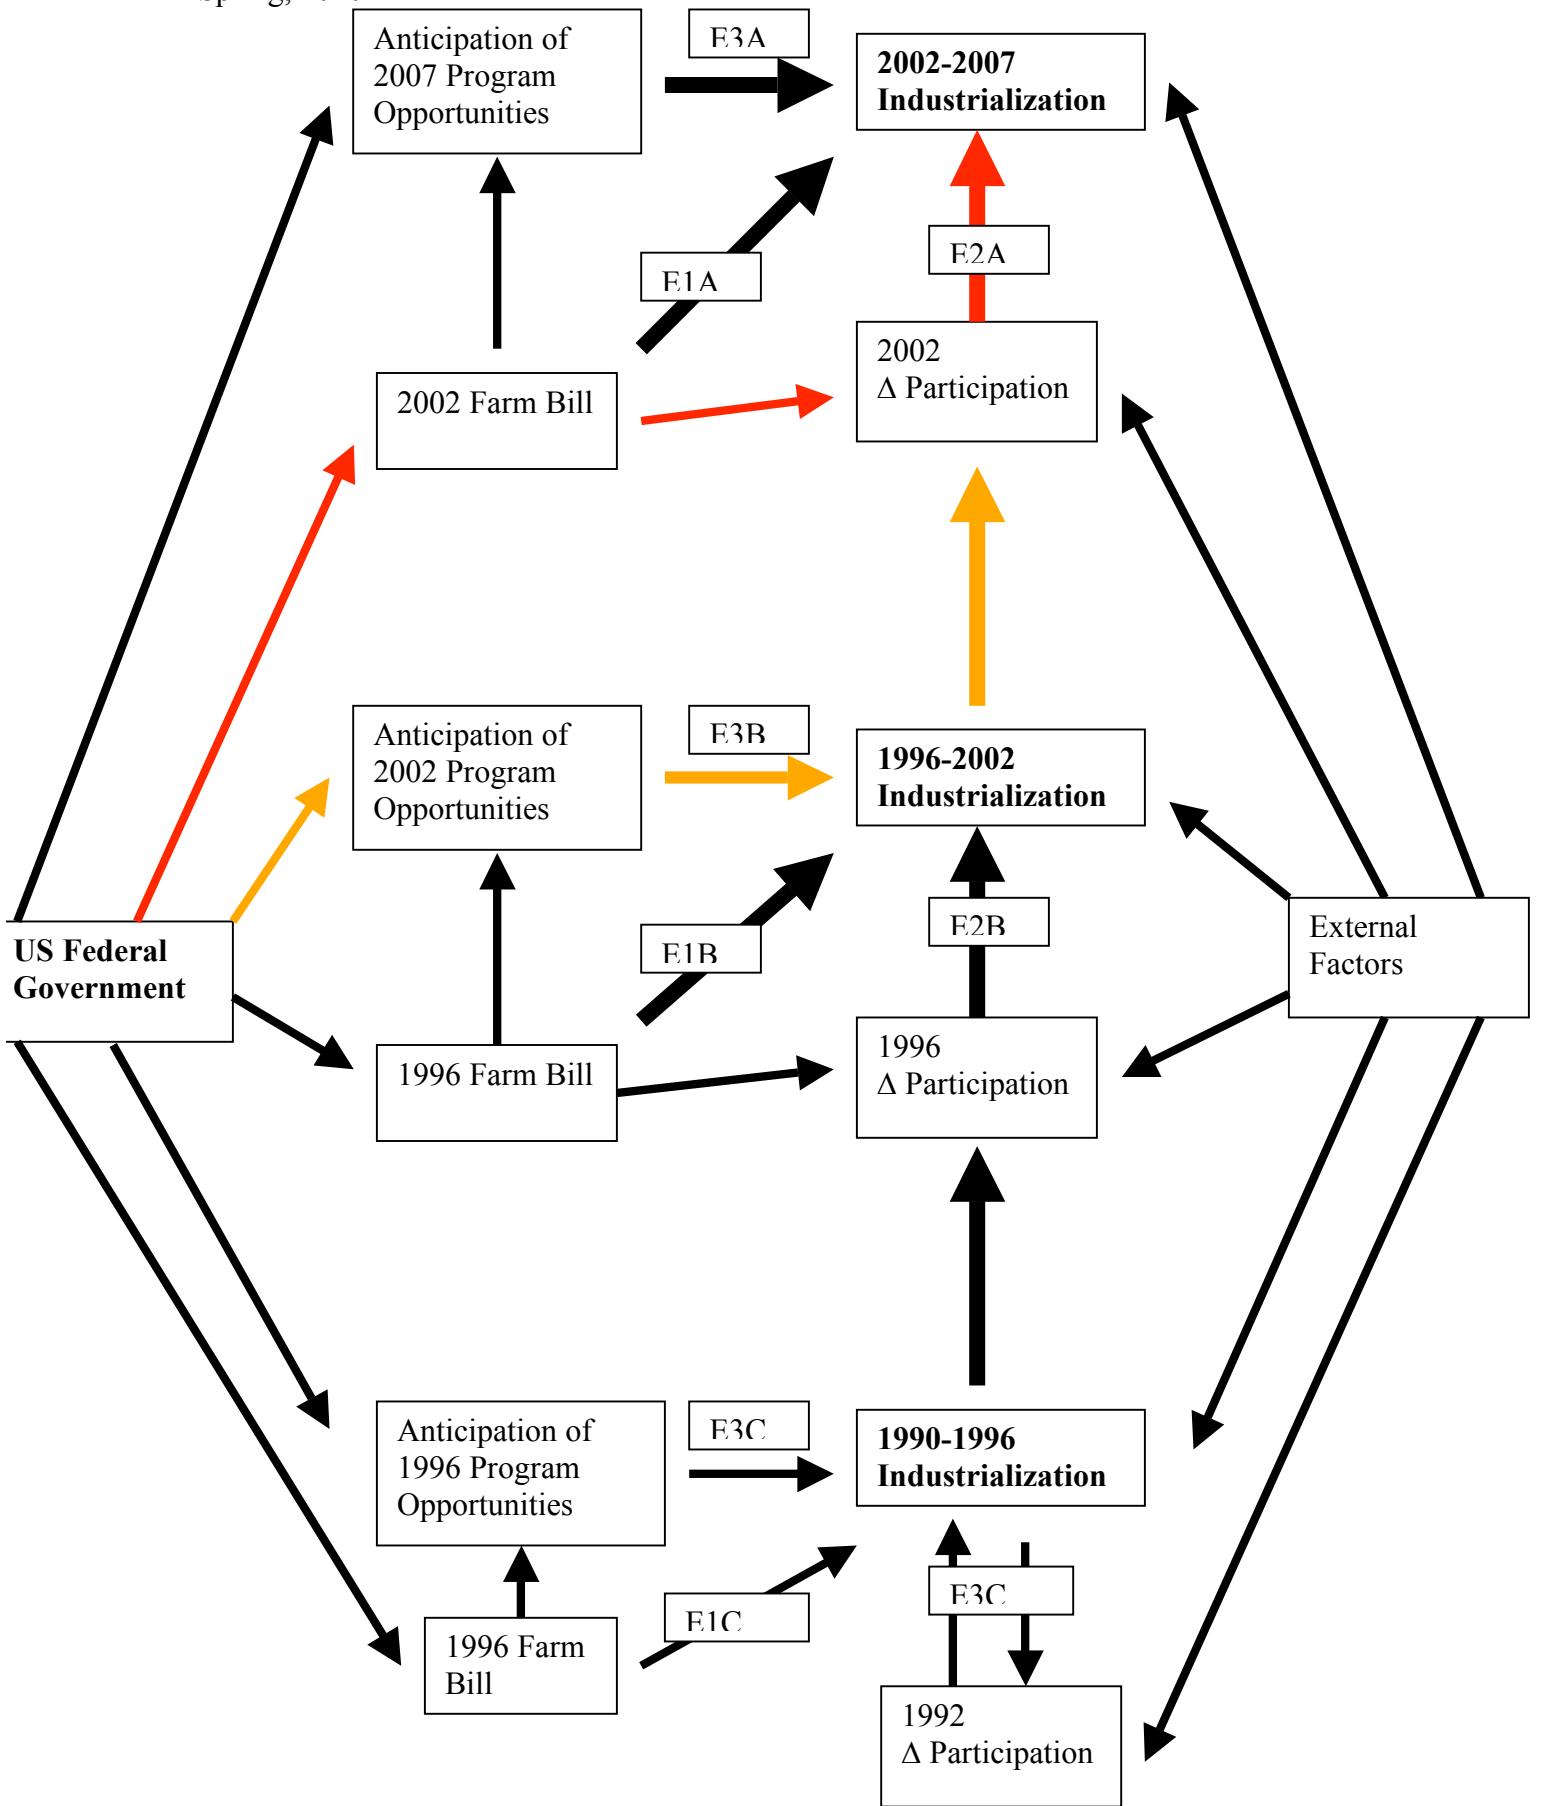 Anticipation of
2007 Program
Opportunities
E3A
2002-2007
Industrialization
E1A
E2A
2002 Farm Bill
2002
Δ Participation
Anticipation of
2002 Program
Opportunities
E3B
1996-2002
Industrialization
US Federal
Government
E1B
E2B
External
Factors
1996 Farm Bill
1996
Δ Participation
Anticipation of
1996 Program
Opportunities
E3C
1990-1996
Industrialization
E1C
E3C
1996 Farm
Bill
1992
Δ Participation